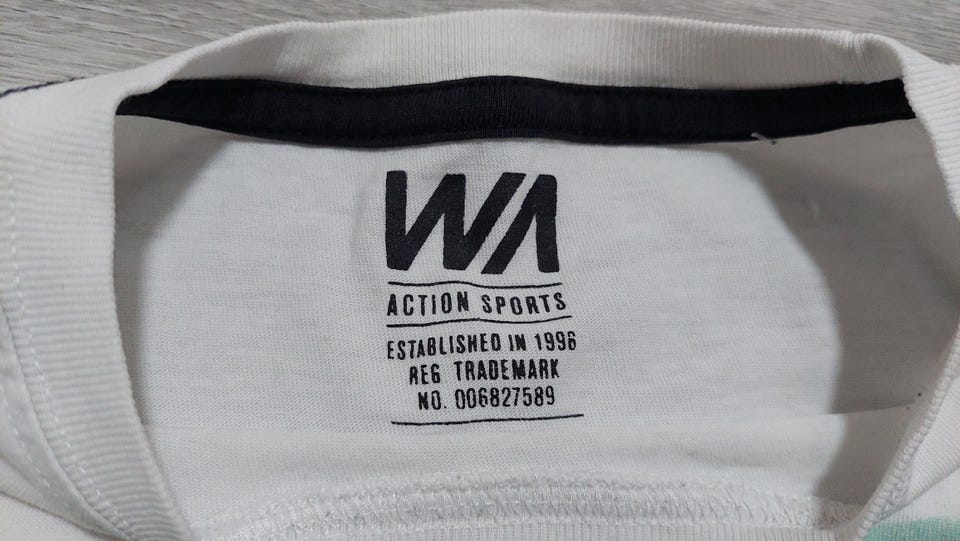 WA
ACTION SPORTS
ESTABLISHED IN 1996
REG TRADEMARK
NO. 006827589